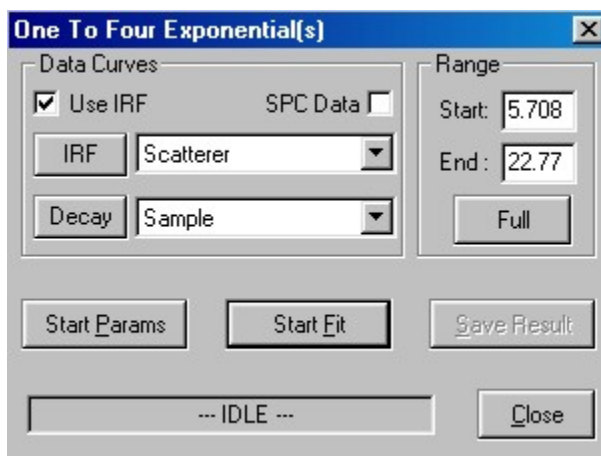 One To Four Exponential(s)
Data Curves
Use IRF
SPC Data
IRF
Scatterer
Decay
Sample
Range
Start: 5.708
End : 22.77
Full
Start Params
Start Fit
Save Result
--- IDLE ---
Close